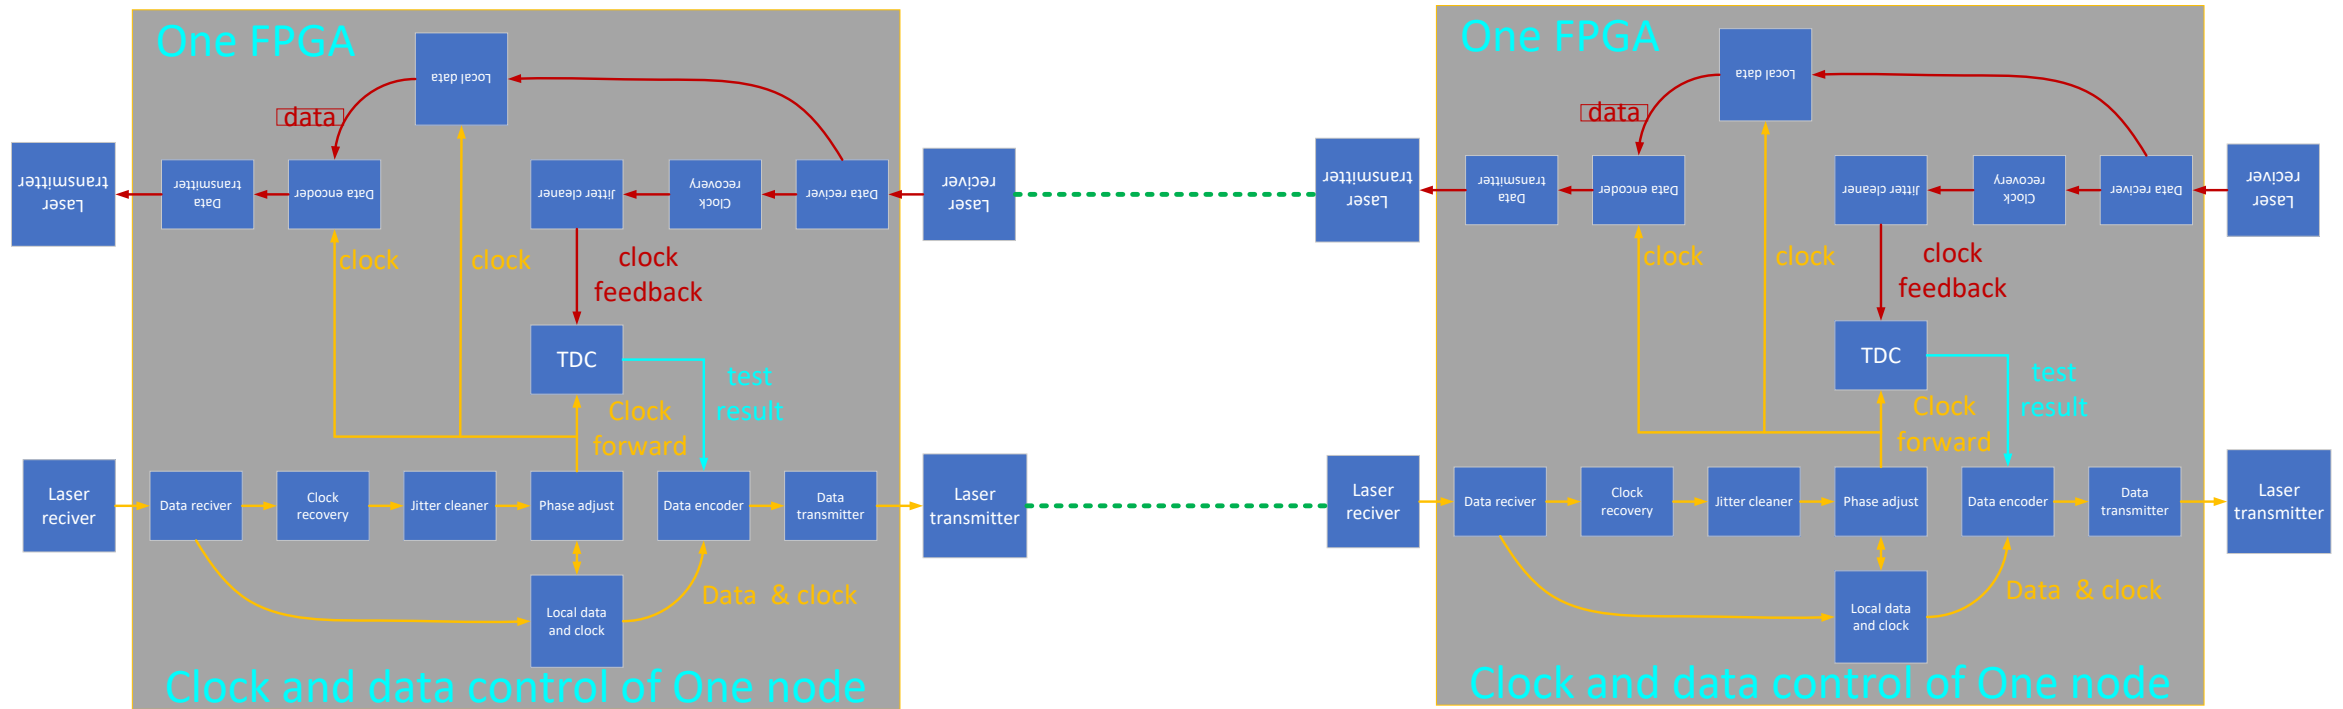 One FPGA
Local data
data
Laser
transmitter
Data
transmitter
Data encoder
Jitter cleaner
Clock
recovery
Data reciver
Laser
reciver
clock
clock
clock
feedback
TDC
test
result
Clock
forward
Laser
reciver
Data reciver
Clock
recovery
Jitter cleaner
Phase adjust
Data encoder
Data
transmitter
Laser
transmitter
Local data
and clock
Data & clock
Clock and data control of One node
One FPGA
Local data
data
Laser
transmitter
Data
transmitter
Data encoder
Jitter cleaner
Clock
recovery
Data reciver
Laser
reciver
clock
clock
clock
feedback
TDC
test
result
Clock
forward
Laser
reciver
Data reciver
Clock
recovery
Jitter cleaner
Phase adjust
Data encoder
Data
transmitter
Laser
transmitter
Local data
and clock
Data & clock
Clock and data control of One node